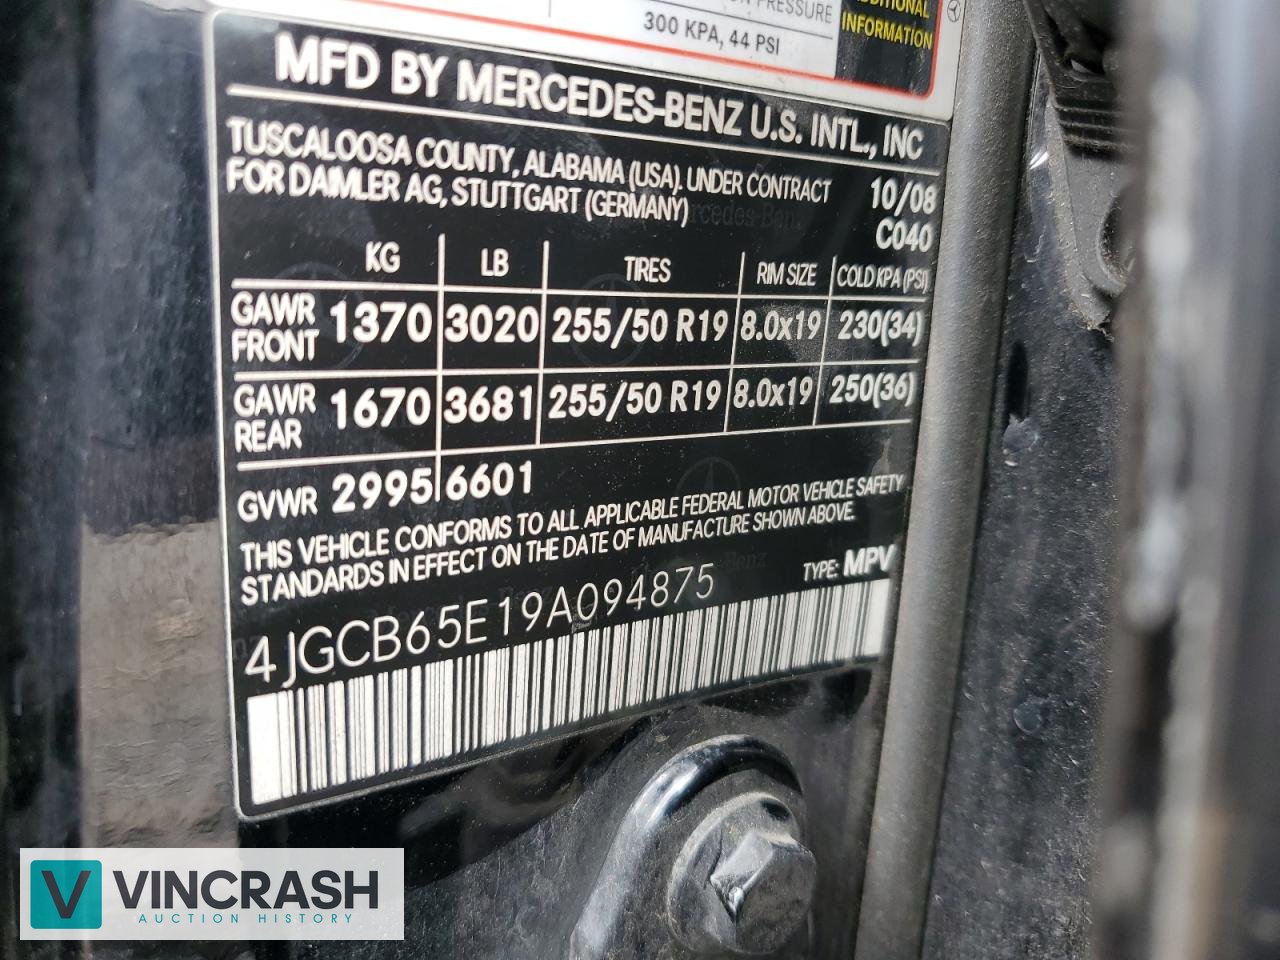 PRESSURE
300 KPA, 44 PSI
ADDITIONAL
INFORMATION
MFD BY MERCEDES-BENZ U.S. INTL., INC
TUSCALOOSA COUNTY, ALABAMA (USA). UNDER CONTRACT
FOR DAIMLER AG, STUTTGART (GERMANY)
10/08
C040
KG LB TIRES RIM SIZE COLD KPA (PSI)
GAWR FRONT 1370 3020 255/50 R19 8.0x19 230(34)
GAWR REAR 1670 3681 255/50 R19 8.0x19 250(36)
GVWR 2995 6601
THIS VEHICLE CONFORMS TO ALL APPLICABLE FEDERAL MOTOR VEHICLE SAFETY
STANDARDS IN EFFECT ON THE DATE OF MANUFACTURE SHOWN ABOVE.
4JGCB65E19A094875 TYPE: MPV
V VINCRASH
AUCTION HISTORY